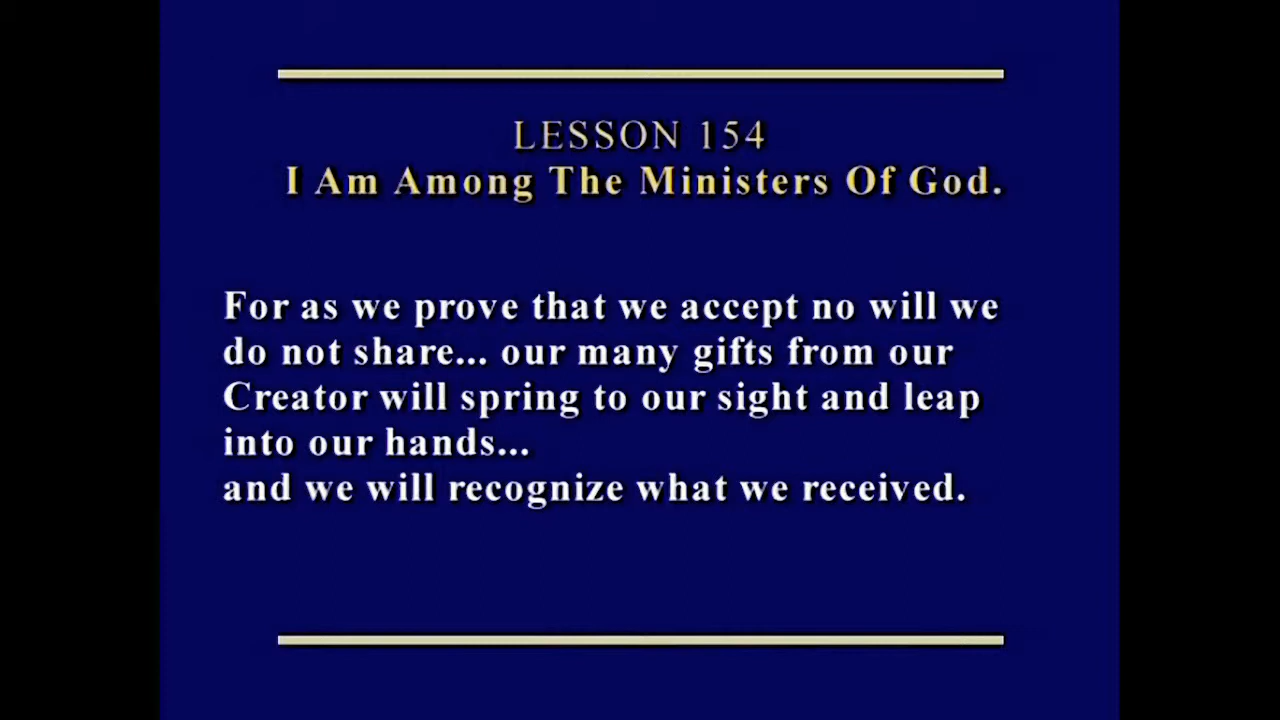 LESSON 154
I Am Among The Ministers Of God.
For as we prove that we accept no will we
do not share... our many gifts from our
Creator will spring to our sight and leap
into our hands...
and we will recognize what we received.